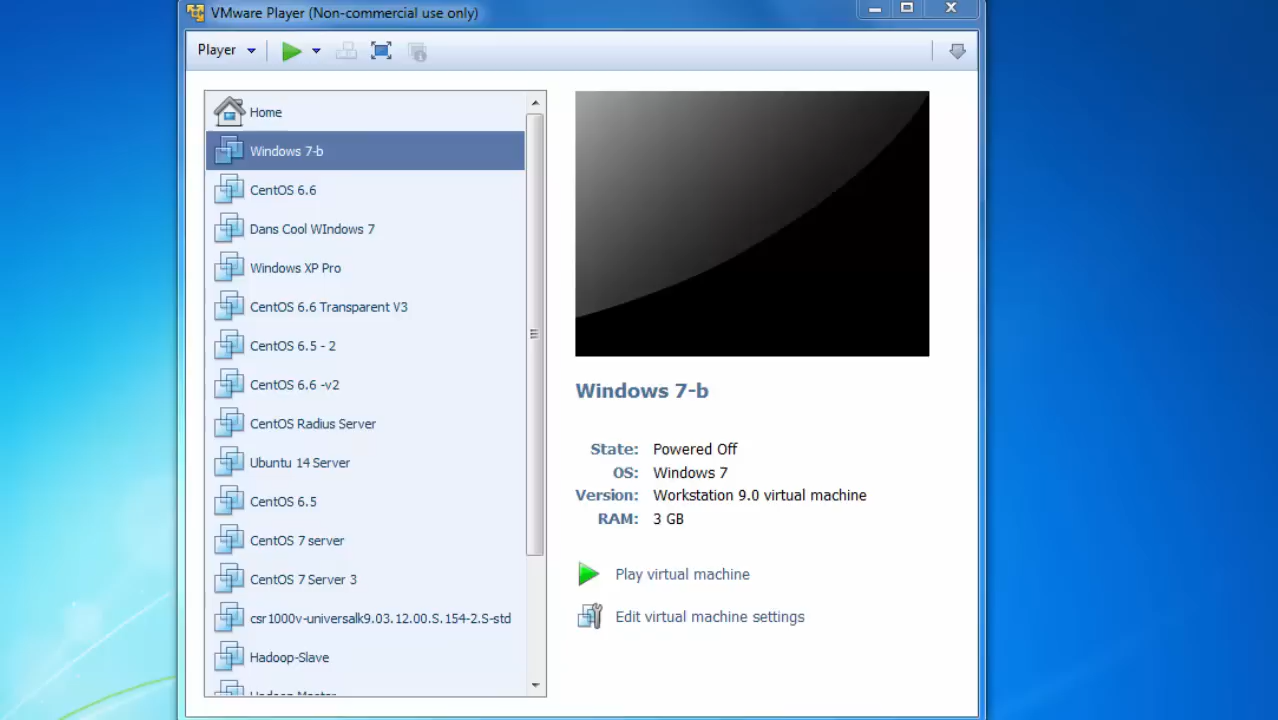 VMware Player (Non-commercial use only)
Player
Home
Windows 7-b
CentOS 6.6
Dans Cool WIndows 7
Windows XP Pro
CentOS 6.6 Transparent V3
CentOS 6.5 - 2
CentOS 6.6 -v2
CentOS Radius Server
Ubuntu 14 Server
CentOS 6.5
CentOS 7 server
CentOS 7 Server 3
csr1000v-universalk9.03.12.00.S.154-2.S-std
Hadoop-Slave
Windows 7-b
State: Powered Off
OS: Windows 7
Version: Workstation 9.0 virtual machine
RAM: 3 GB
Play virtual machine
Edit virtual machine settings